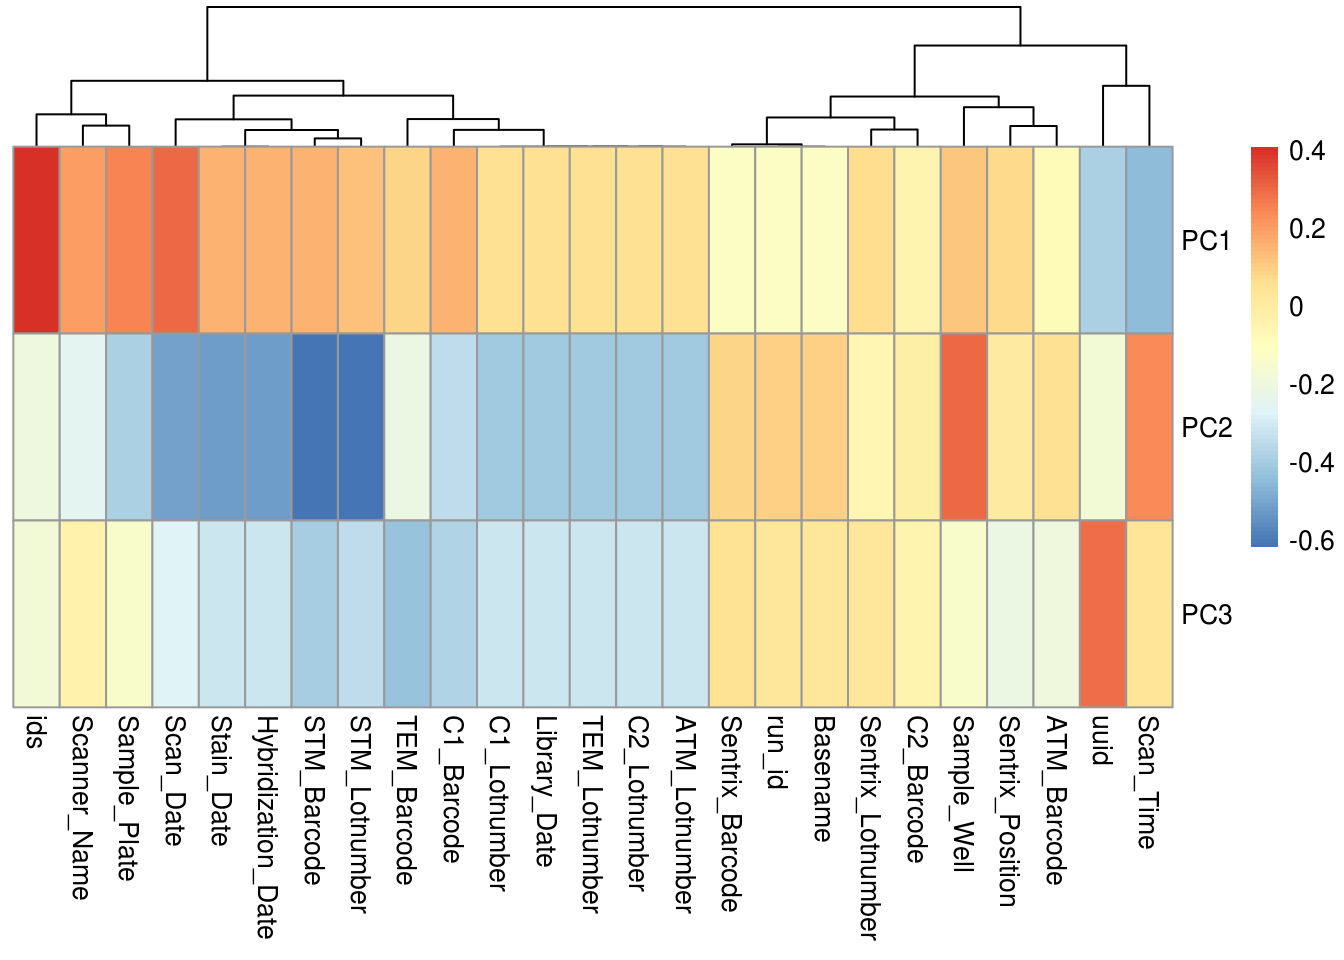 0.4
0.2
0
-0.2
-0.4
-0.6
PC1
PC2
PC3
ids
Scanner_Name
Sample_Plate
Scan_Date
Stain_Date
Hybridization_Date
STM_Barcode
STM_Lotnumber
TEM_Barcode
C1_Barcode
C1_Lotnumber
Library_Date
TEM_Lotnumber
C2_Lotnumber
ATM_Lotnumber
Sentrix_Barcode
run_id
Basename
Sentrix_Lotnumber
C2_Barcode
Sample_Well
Sentrix_Position
ATM_Barcode
uuid
Scan_Time